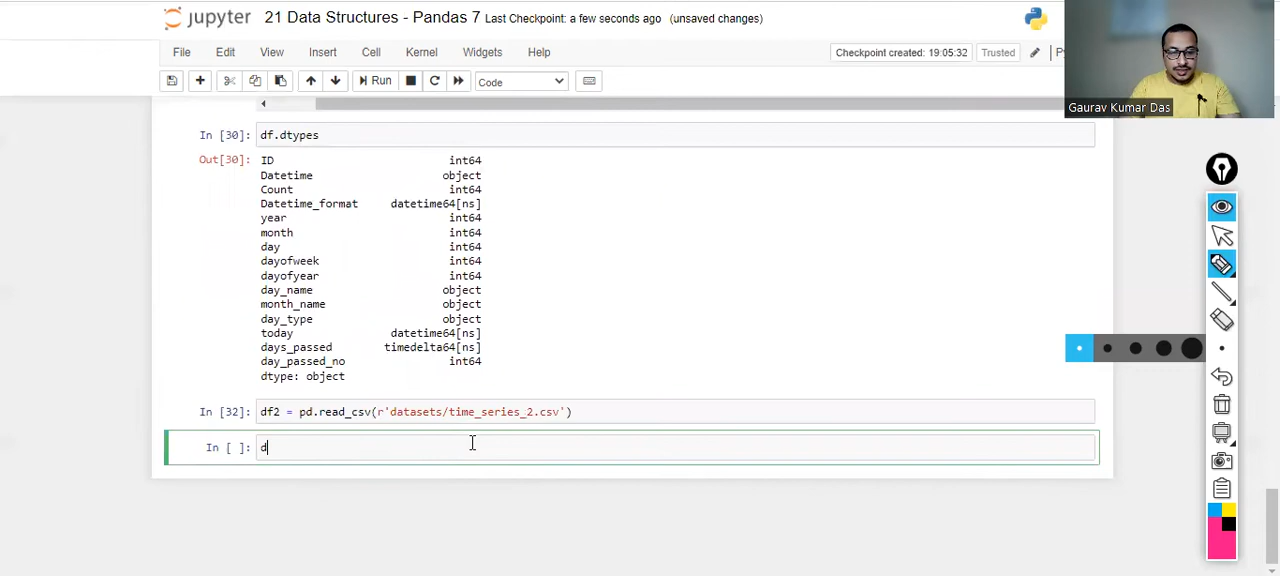 jupyter 21 Data Structures - Pandas 7 Last Checkpoint: a few seconds ago (unsaved changes)
File Edit View Insert Cell Kernel Widgets Help Checkpoint created: 19:05:32 Trusted
Run Code
Gaurav Kumar Das
In [30]: df.dtypes
Out[30]: ID int64
Datetime object
Count int64
Datetime_format datetime64[ns]
year int64
month int64
day int64
dayofweek int64
dayofyear int64
day_name object
month_name object
day_type object
today datetime64[ns]
days_passed timedelta64[ns]
day_passed_no int64
dtype: object
In [32]: df2 = pd.read_csv(r'datasets/time_series_2.csv')
In [ ]: d